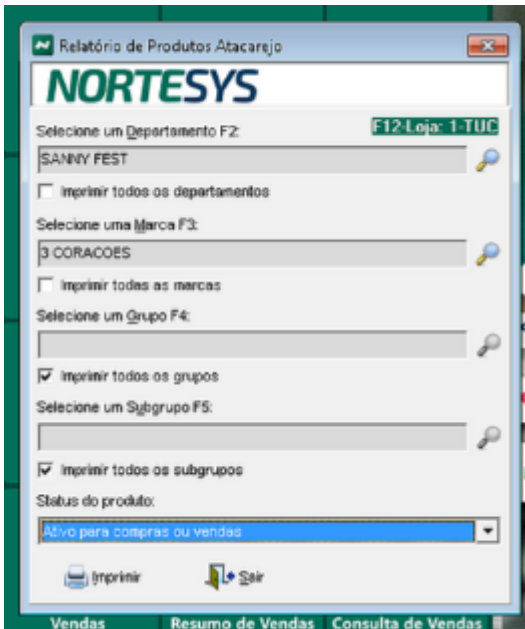 Relatório de Produtos Atacarejo
NORTESYS
Selecione um Departamento F2:
F12-Loja: 1-TUC
SANNY FEST
Imprimir todos os departamentos
Selecione uma Marca F3:
3 CORACOES
Imprimir todas as marcas
Selecione um Grupo F4:
Imprimir todos os grupos
Selecione um Subgrupo F5:
Imprimir todos os subgrupos
Status do produto:
Ativo para compras ou vendas
Imprimir
Sair
Vendas
Resumo de Vendas
Consulta de Vendas